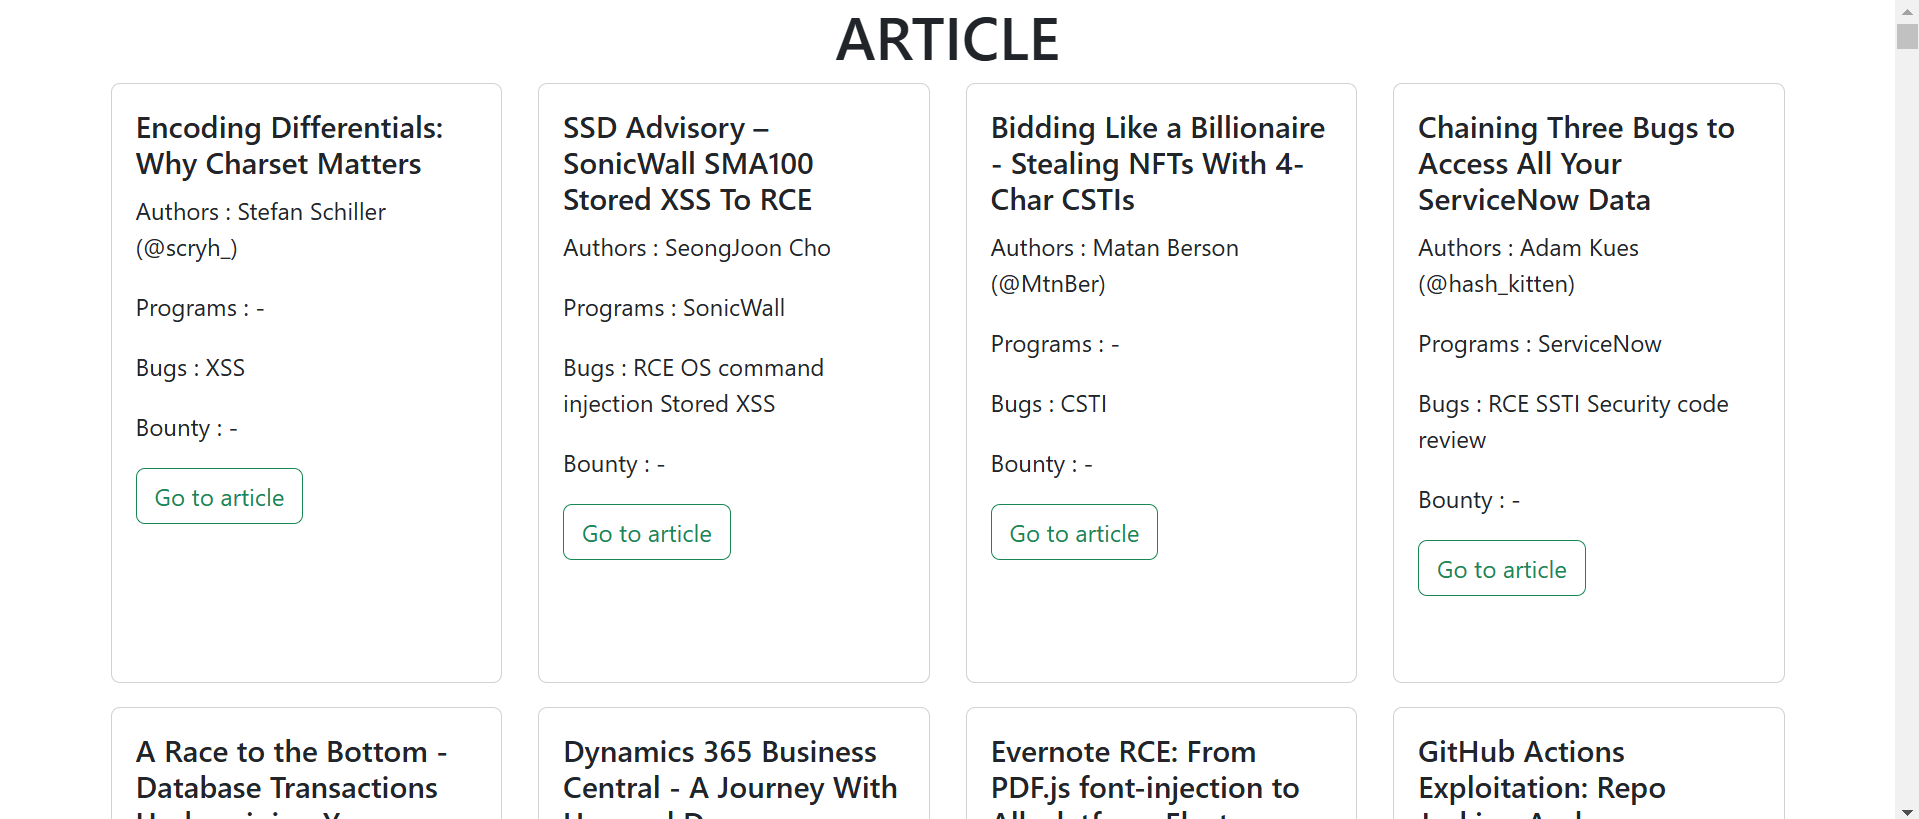 ARTICLE
Encoding Differentials:
Why Charset Matters
Authors : Stefan Schiller
(@scryh_)
Programs : -
Bugs : XSS
Bounty : -
Go to article
SSD Advisory –
SonicWall SMA100
Stored XSS To RCE
Authors : SeongJoon Cho
Programs : SonicWall
Bugs : RCE OS command
injection Stored XSS
Bounty : -
Go to article
Bidding Like a Billionaire
- Stealing NFTs With 4-
Char CSTIs
Authors : Matan Berson
(@MtnBer)
Programs : -
Bugs : CSTI
Bounty : -
Go to article
Chaining Three Bugs to
Access All Your
ServiceNow Data
Authors : Adam Kues
(@hash_kitten)
Programs : ServiceNow
Bugs : RCE SSTI Security code
review
Bounty : -
Go to article
A Race to the Bottom -
Database Transactions
Dynamics 365 Business
Central - A Journey With
Evernote RCE: From
PDF.js font-injection to
GitHub Actions
Exploitation: Repo